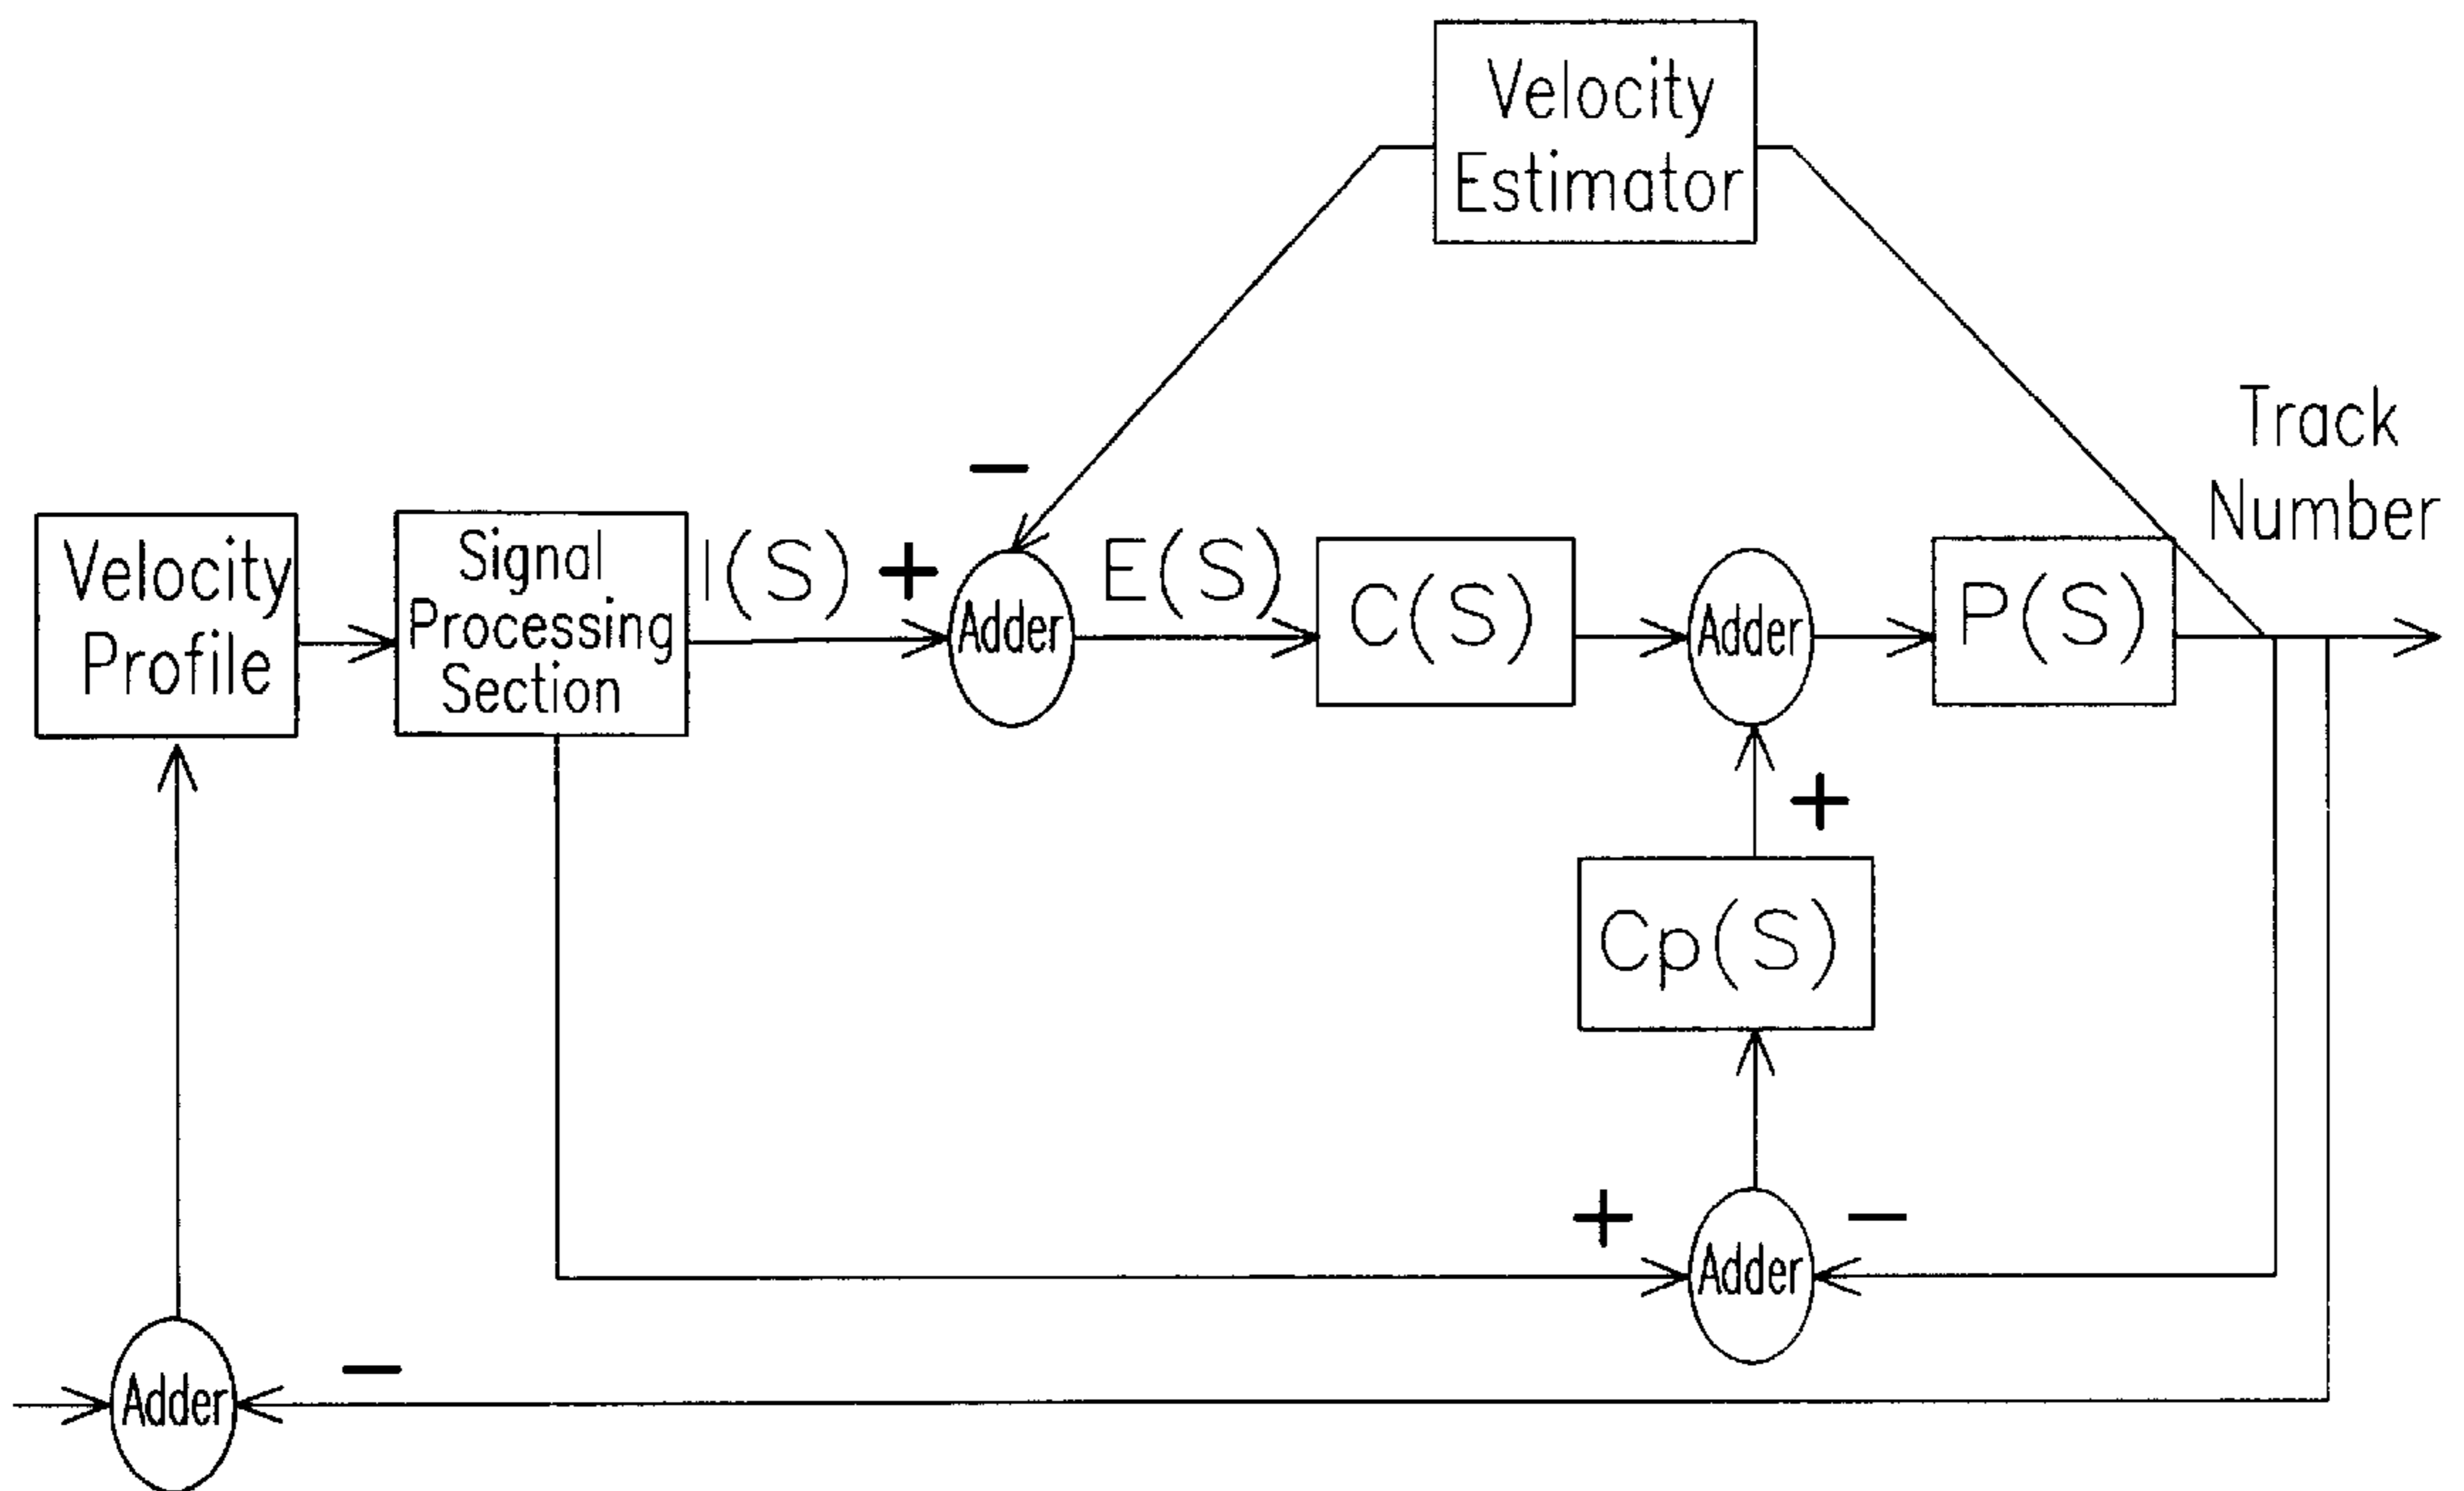 Velocity
Estimator
Track
Number
Velocity
Profile
Signal
Processing
Section
I(S)
+
−
Adder
E(S)
C(S)
Adder
P(S)
+
Cp(S)
+
−
Adder
−
Adder